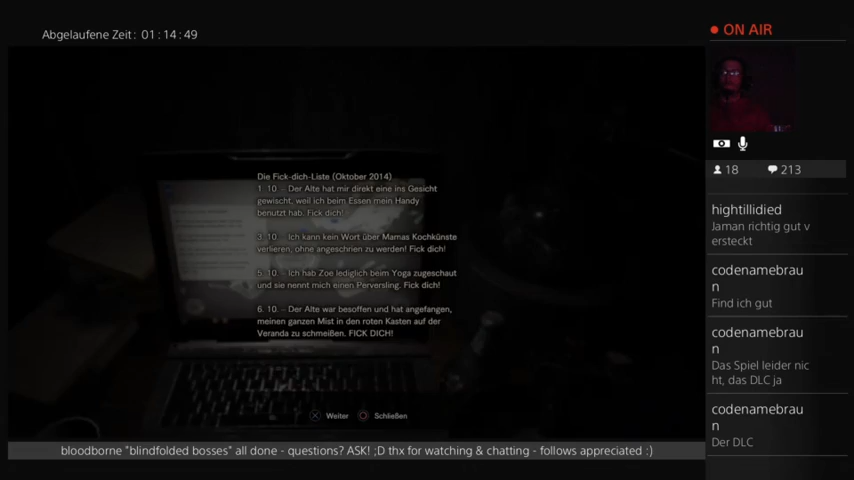 Abgelaufene Zeit: 01:14:49
ON AIR
18
213
Die Fick-dich-Liste (Oktober 2014)
1. 10. – Der Alte hat mir direkt eine ins Gesicht
gewischt, weil ich beim Essen mein Handy
benutzt hab. Fick dich!
3. 10. – Ich kann kein Wort über Mamas Kochkünste
verlieren, ohne angeschrien zu werden! Fick dich!
5. 10. – Ich hab Zoe lediglich beim Yoga zugeschaut
und sie nennt mich einen Perversling. Fick dich!
6. 10. – Der Alte war besoffen und hat angefangen,
meinen ganzen Mist in den roten Kasten auf der
Veranda zu schmeißen. FICK DICH!
Weiter
Schließen
hightillidied
Jaman richtig gut v
ersteckt
codenamebrau
n
Find ich gut
codenamebrau
n
Das Spiel leider nic
ht, das DLC ja
codenamebrau
n
Der DLC
bloodborne "blindfolded bosses" all done - questions? ASK! ;D thx for watching & chatting - follows appreciated :)